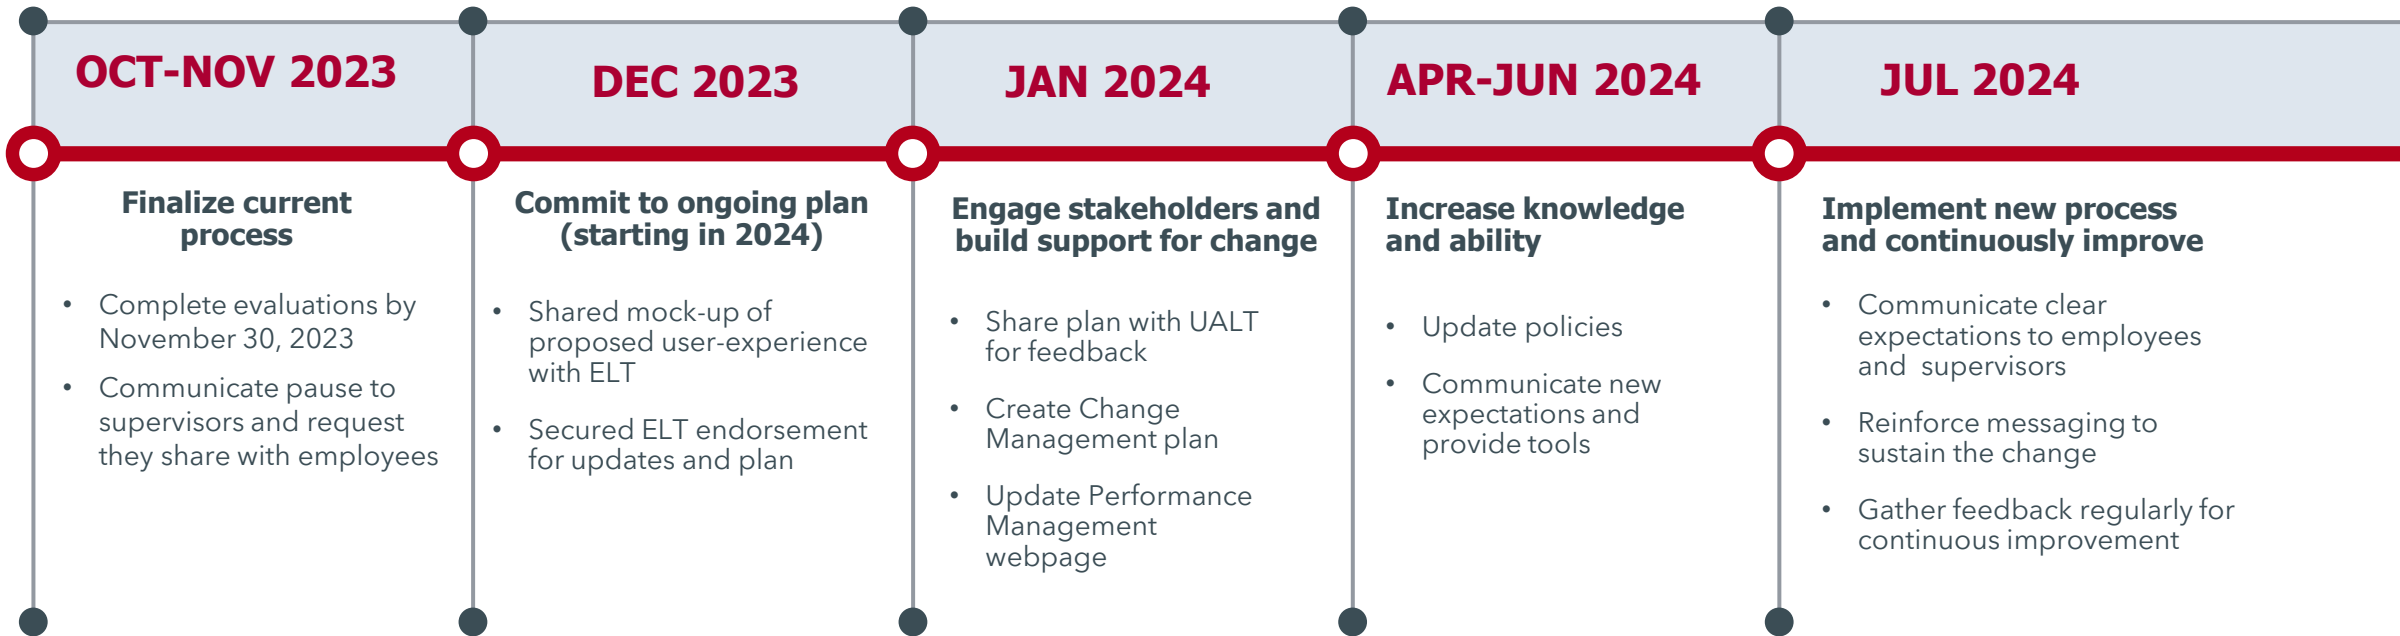 OCT-NOV 2023
Finalize current
process
• Complete evaluations by
November 30, 2023
• Communicate pause to
supervisors and request
they share with employees
DEC 2023
Commit to ongoing plan
(starting in 2024)
• Shared mock-up of
proposed user-experience
with ELT
• Secured ELT endorsement
for updates and plan
JAN 2024
Engage stakeholders and
build support for change
• Share plan with UALT
for feedback
• Create Change
Management plan
• Update Performance
Management
webpage
APR-JUN 2024
Increase knowledge
and ability
• Update policies
• Communicate new
expectations and
provide tools
JUL 2024
Implement new process
and continuously improve
• Communicate clear
expectations to employees
and supervisors
• Reinforce messaging to
sustain the change
• Gather feedback regularly for
continuous improvement